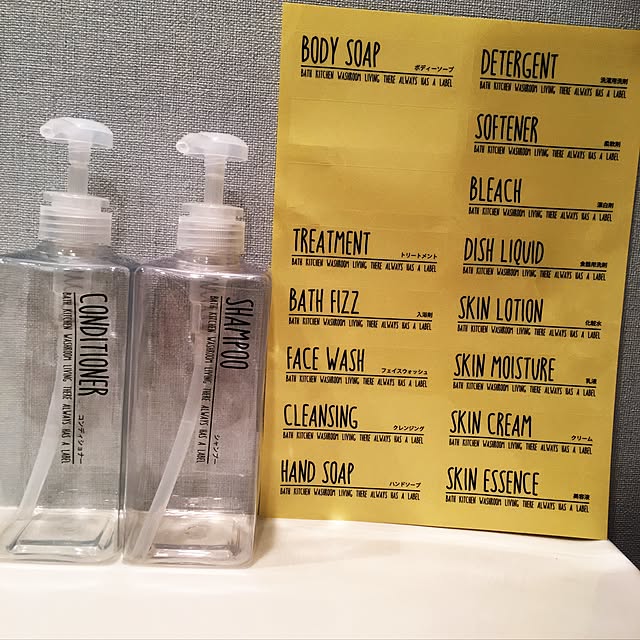 CONDITIONER
コンディショナー
BATH KITCHEN WASHROOM LIVING THERE ALWAYS HAS A LABEL
SHAMPOO
シャンプー
BATH KITCHEN WASHROOM LIVING THERE ALWAYS HAS A LABEL
BODY SOAP ボディーソープ
BATH KITCHEN WASHROOM LIVING THERE ALWAYS HAS A LABEL
TREATMENT トリートメント
BATH KITCHEN WASHROOM LIVING THERE ALWAYS HAS A LABEL
BATH FIZZ 入浴剤
BATH KITCHEN WASHROOM LIVING THERE ALWAYS HAS A LABEL
FACE WASH フェイスウォッシュ
BATH KITCHEN WASHROOM LIVING THERE ALWAYS HAS A LABEL
CLEANSING クレンジング
BATH KITCHEN WASHROOM LIVING THERE ALWAYS HAS A LABEL
HAND SOAP ハンドソープ
BATH KITCHEN WASHROOM LIVING THERE ALWAYS HAS A LABEL
DETERGENT 洗濯用洗剤
BATH KITCHEN WASHROOM LIVING THERE ALWAYS HAS A LABEL
SOFTENER 柔軟剤
BATH KITCHEN WASHROOM LIVING THERE ALWAYS HAS A LABEL
BLEACH 漂白剤
BATH KITCHEN WASHROOM LIVING THERE ALWAYS HAS A LABEL
DISH LIQUID 食器用洗剤
BATH KITCHEN WASHROOM LIVING THERE ALWAYS HAS A LABEL
SKIN LOTION 化粧水
BATH KITCHEN WASHROOM LIVING THERE ALWAYS HAS A LABEL
SKIN MOISTURE 乳液
BATH KITCHEN WASHROOM LIVING THERE ALWAYS HAS A LABEL
SKIN CREAM クリーム
BATH KITCHEN WASHROOM LIVING THERE ALWAYS HAS A LABEL
SKIN ESSENCE 美容液
BATH KITCHEN WASHROOM LIVING THERE ALWAYS HAS A LABEL